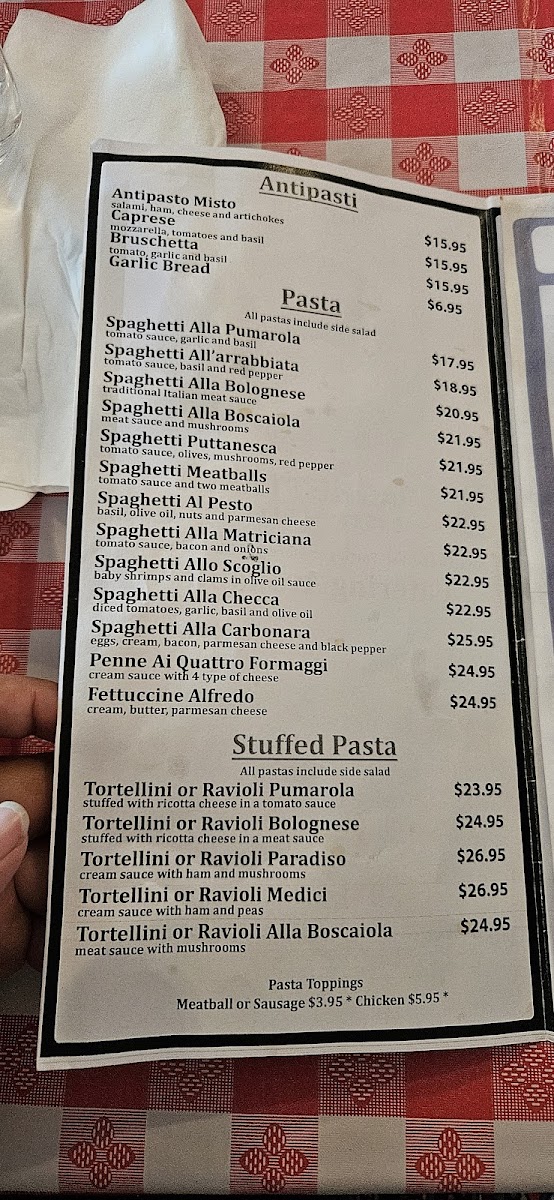 Antipasti
Antipasto Misto $15.95
salami, ham, cheese and artichokes
Caprese $15.95
mozzarella, tomatoes and basil
Bruschetta $15.95
tomato, garlic and basil
Garlic Bread $6.95
Pasta
All pastas include side salad
Spaghetti Alla Pumarola $17.95
tomato sauce, garlic and basil
Spaghetti All'arrabbiata $18.95
tomato sauce, basil and red pepper
Spaghetti Alla Bolognese $20.95
traditional Italian meat sauce
Spaghetti Alla Boscaiola $21.95
meat sauce and mushrooms
Spaghetti Puttanesca $21.95
tomato sauce, olives, mushrooms, red pepper
Spaghetti Meatballs $21.95
tomato sauce and two meatballs
Spaghetti Al Pesto $22.95
basil, olive oil, nuts and parmesan cheese
Spaghetti Alla Matriciana $22.95
tomato sauce, bacon and onions
Spaghetti Allo Scoglio $22.95
baby shrimps and clams in olive oil sauce
Spaghetti Alla Checca $22.95
diced tomatoes, garlic, basil and olive oil
Spaghetti Alla Carbonara $25.95
eggs, cream, bacon, parmesan cheese and black pepper
Penne Ai Quattro Formaggi $24.95
cream sauce with 4 type of cheese
Fettuccine Alfredo $24.95
cream, butter, parmesan cheese
Stuffed Pasta
All pastas include side salad
Tortellini or Ravioli Pumarola $23.95
stuffed with ricotta cheese in a tomato sauce
Tortellini or Ravioli Bolognese $24.95
stuffed with ricotta cheese in a meat sauce
Tortellini or Ravioli Paradiso $26.95
cream sauce with ham and mushrooms
Tortellini or Ravioli Medici $26.95
cream sauce with ham and peas
Tortellini or Ravioli Alla Boscaiola $24.95
meat sauce with mushrooms
Pasta Toppings
Meatball or Sausage $3.95 * Chicken $5.95 *